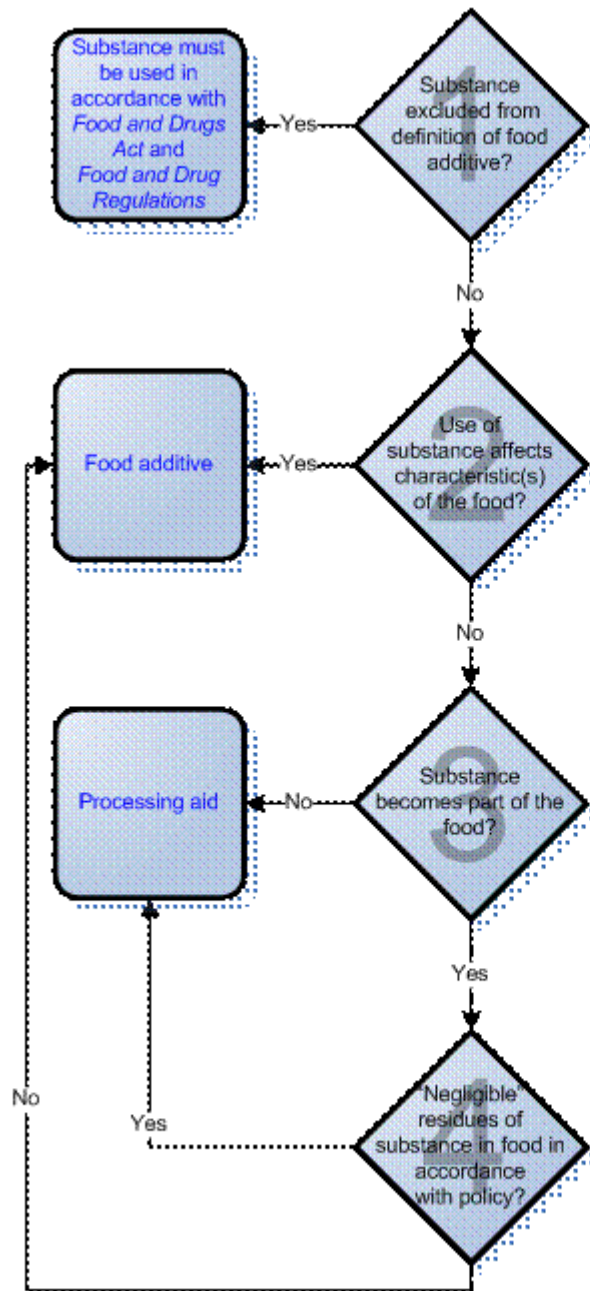 Substance must
be used in
accordance with
Food and Drugs
Act and
Food and Drug
Regulations
Yes
1
Substance
excluded from
definition of food
additive?
No
Food additive
Yes
2
Use of
substance affects
characteristic(s)
of the food?
No
Processing aid
No
3
Substance
becomes part of the
food?
Yes
No
Yes
4
"Negligible"
residues of
substance in food in
accordance
with policy?